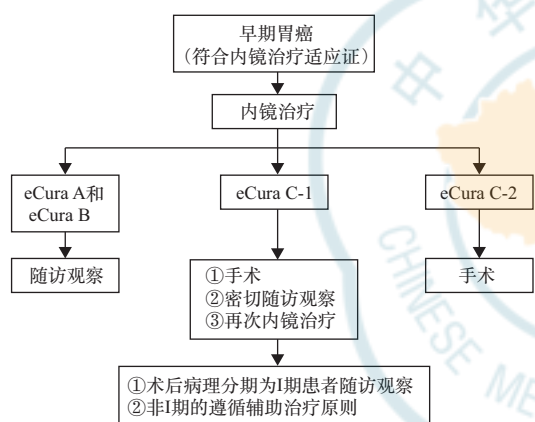 早期胃癌
（符合内镜治疗适应证）
内镜治疗
eCura A和
eCura B
eCura C-1
eCura C-2
随访观察
①手术
②密切随访观察
③再次内镜治疗
手术
①术后病理分期为I期患者随访观察
②非I期的遵循辅助治疗原则
中华
CHINESE ME